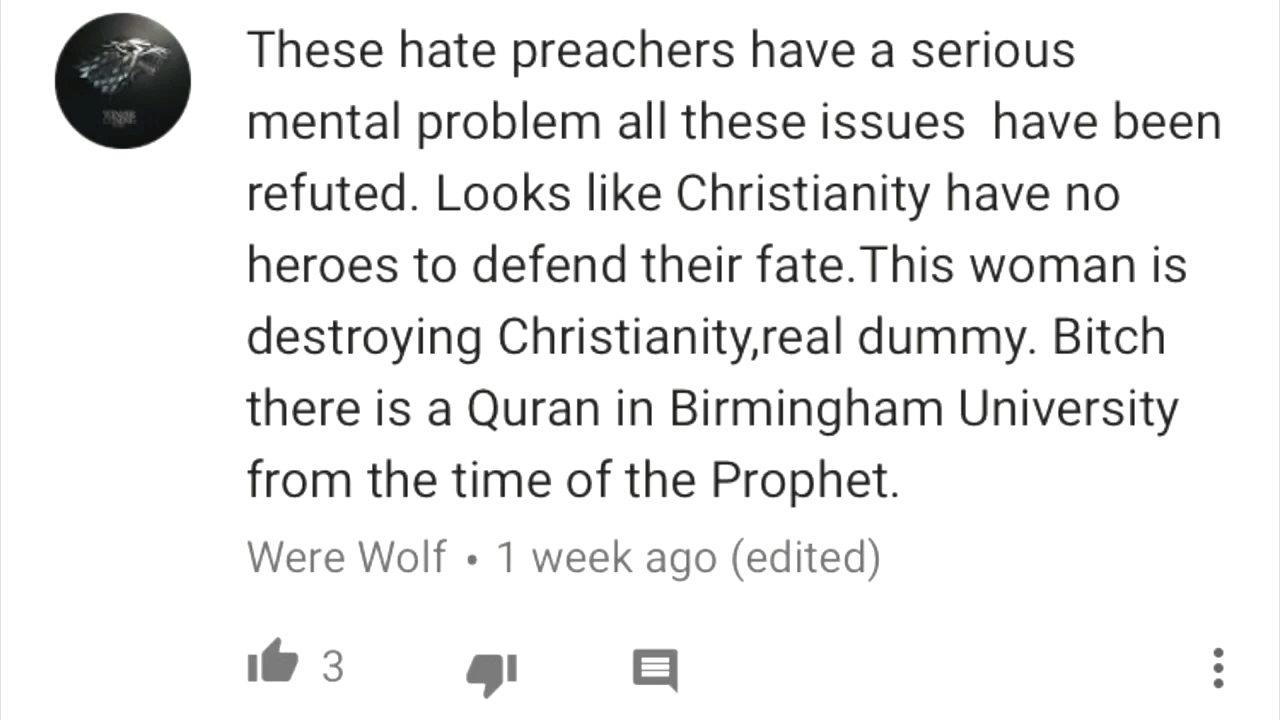 These hate preachers have a serious
mental problem all these issues  have been
refuted. Looks like Christianity have no
heroes to defend their fate.This woman is
destroying Christianity,real dummy. Bitch
there is a Quran in Birmingham University
from the time of the Prophet.
Were Wolf • 1 week ago (edited)
3